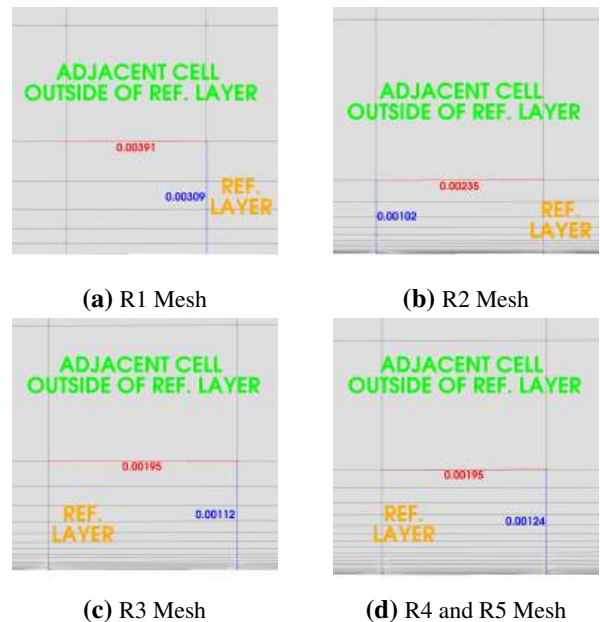 ADJACENT CELL
OUTSIDE OF REF. LAYER
0.00391
0.00309
REF.
LAYER
(a) R1 Mesh
ADJACENT CELL
OUTSIDE OF REF. LAYER
0.00235
0.00102
REF.
LAYER
(b) R2 Mesh
ADJACENT CELL
OUTSIDE OF REF. LAYER
0.00195
REF.
LAYER
0.00112
(c) R3 Mesh
ADJACENT CELL
OUTSIDE OF REF. LAYER
0.00195
REF.
LAYER
0.00124
(d) R4 and R5 Mesh